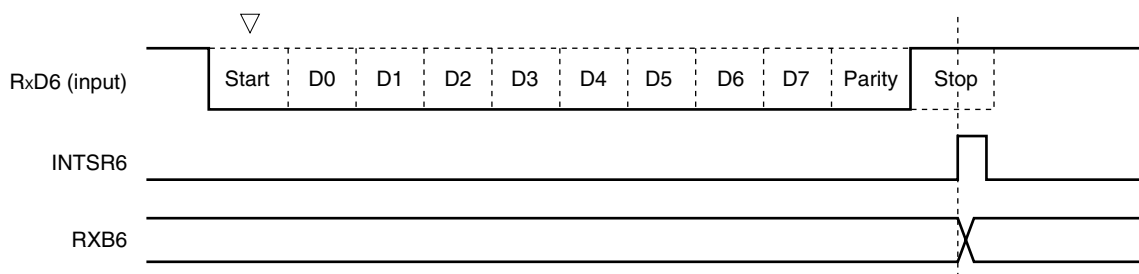 RxD6 (input) Start D0 D1 D2 D3 D4 D5 D6 D7 Parity Stop
INTSR6
RXB6